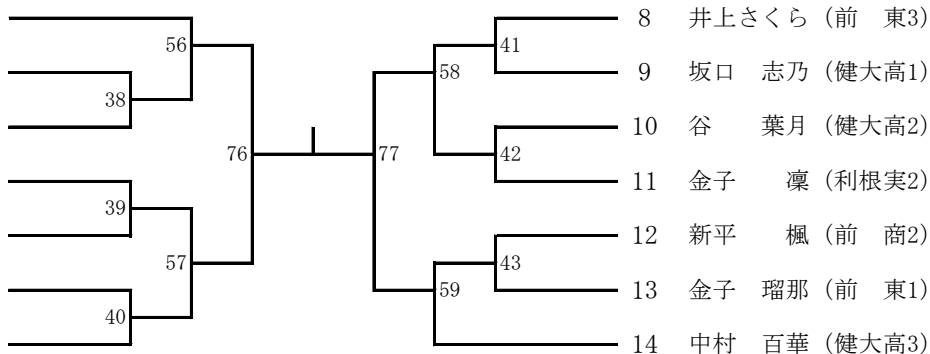 8 井上さくら (前　東3)
56 41
9 坂口　志乃 (健大高1)
58
38
10 谷　　葉月 (健大高2)
76 77 42
11 金子　　凜 (利根実2)
39
12 新平　　楓 (前　商2)
57 43
59
13 金子　瑠那 (前　東1)
40
14 中村　百華 (健大高3)